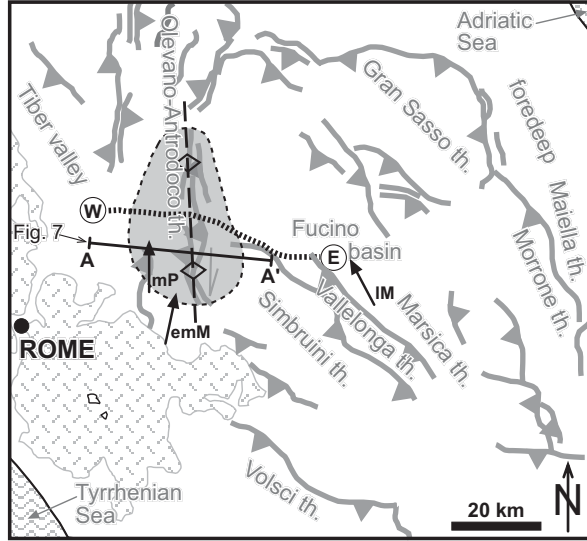 Adriatic
Sea
Olevano-Antrodoco th.
Tiber valley
Gran Sasso th.
foredeep
Maiella th.
Morrone th.
W
Fig. 7
A
A'
mP
emM
Fucino
basin
E
lM
Simbruini th.
Vallelonga th.
Marsica th.
ROME
Volsci th.
Tyrrhenian
Sea
20 km
N